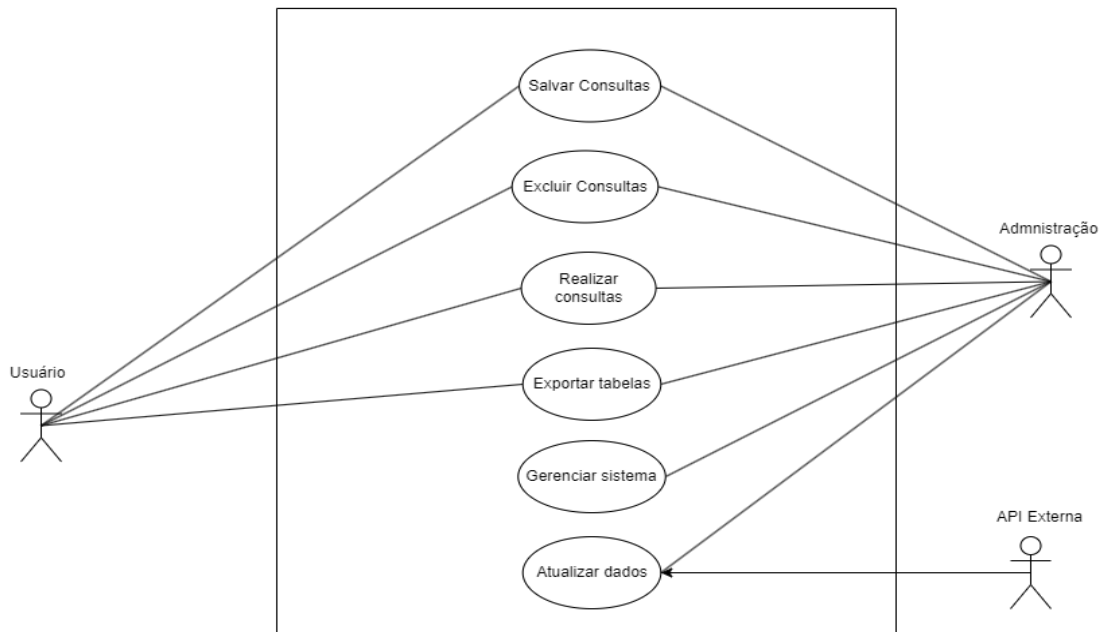 Salvar Consultas
Excluir Consultas
Admnistração
Realizar
consultas
Usuário
Exportar tabelas
Gerenciar sistema
API Externa
Atualizar dados